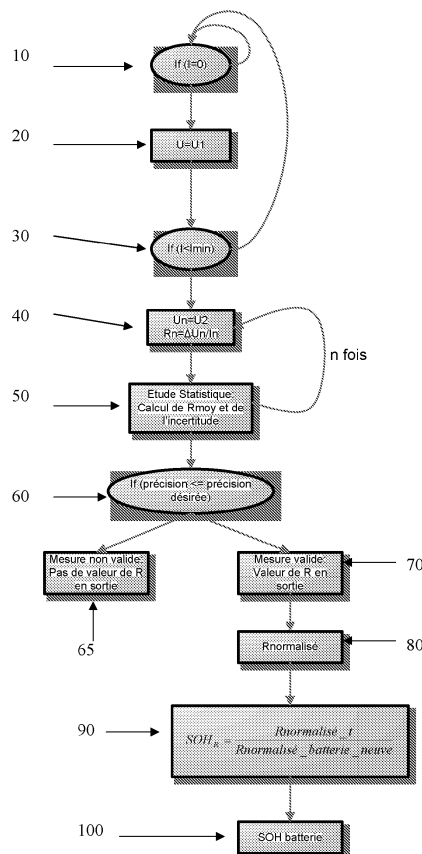 10
If (I=0)
20
U=U1
30
If (I<Imin)
40
Un=U2
Rn=ΔUn/In
n fois
50
Etude Statistique:
Calcul de Rmoy et de
l'incertitude
60
If (précision <= précision
désirée)
Mesure non valide:
Pas de valeur de R
en sortie
65
Mesure valide:
Valeur de R en
sortie
70
Rnormalisé
80
90
SOH_R = Rnormalisé_t
Rnormalisé_batterie_neuve
100
SOH batterie